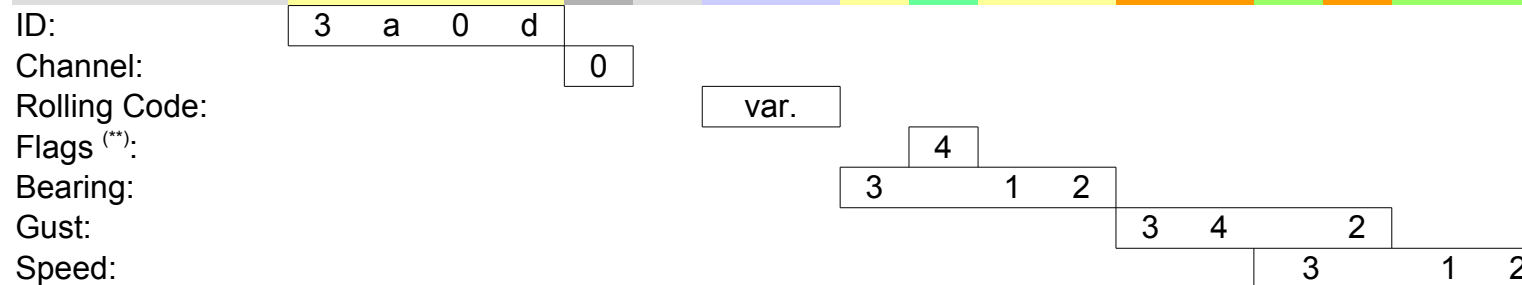 ID: 3 a 0 d
Channel: 0
Rolling Code: var.
Flags (**): 4
Bearing: 3 1 2
Gust: 3 4 2
Speed: 3 1 2